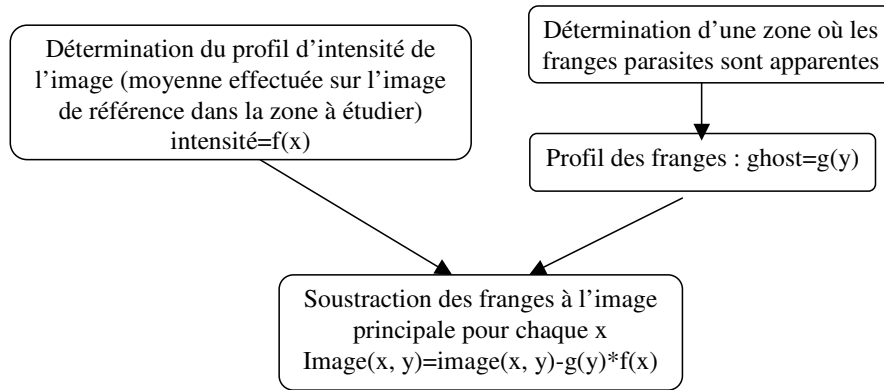 Détermination du profil d’intensité de
l’image (moyenne effectuée sur l’image
de référence dans la zone à étudier)
intensité=f(x)
Détermination d’une zone où les
franges parasites sont apparentes
Profil des franges : ghost=g(y)
Soustraction des franges à l’image
principale pour chaque x
Image(x, y)=image(x, y)-g(y)*f(x)